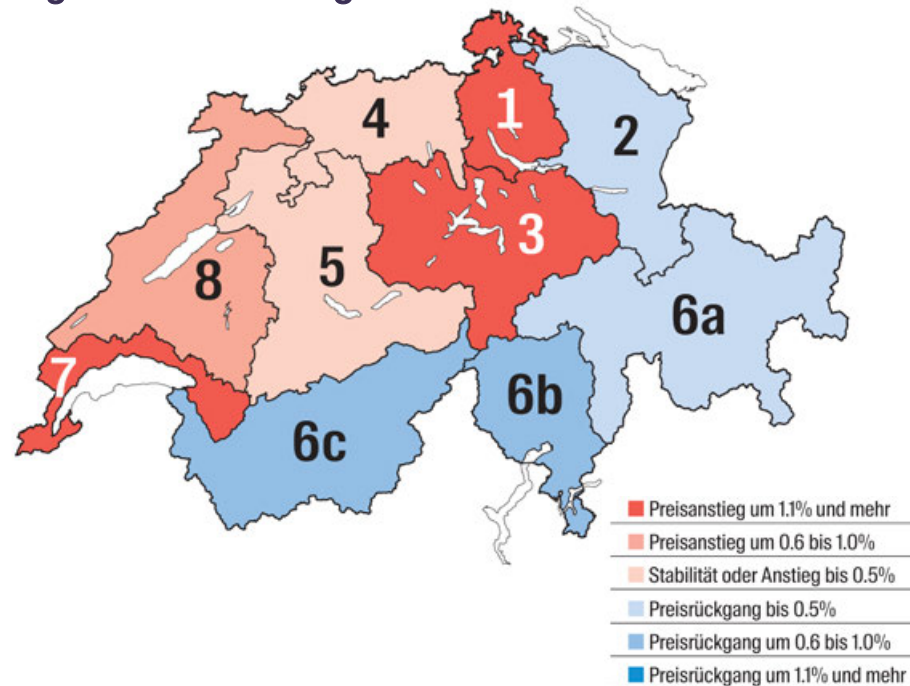 1
4
2
3
5
8
6a
7
6b
6c
Preisanstieg um 1.1% und mehr
Preisanstieg um 0.6 bis 1.0%
Stabilität oder Anstieg bis 0.5%
Preisrückgang bis 0.5%
Preisrückgang um 0.6 bis 1.0%
Preisrückgang um 1.1% und mehr